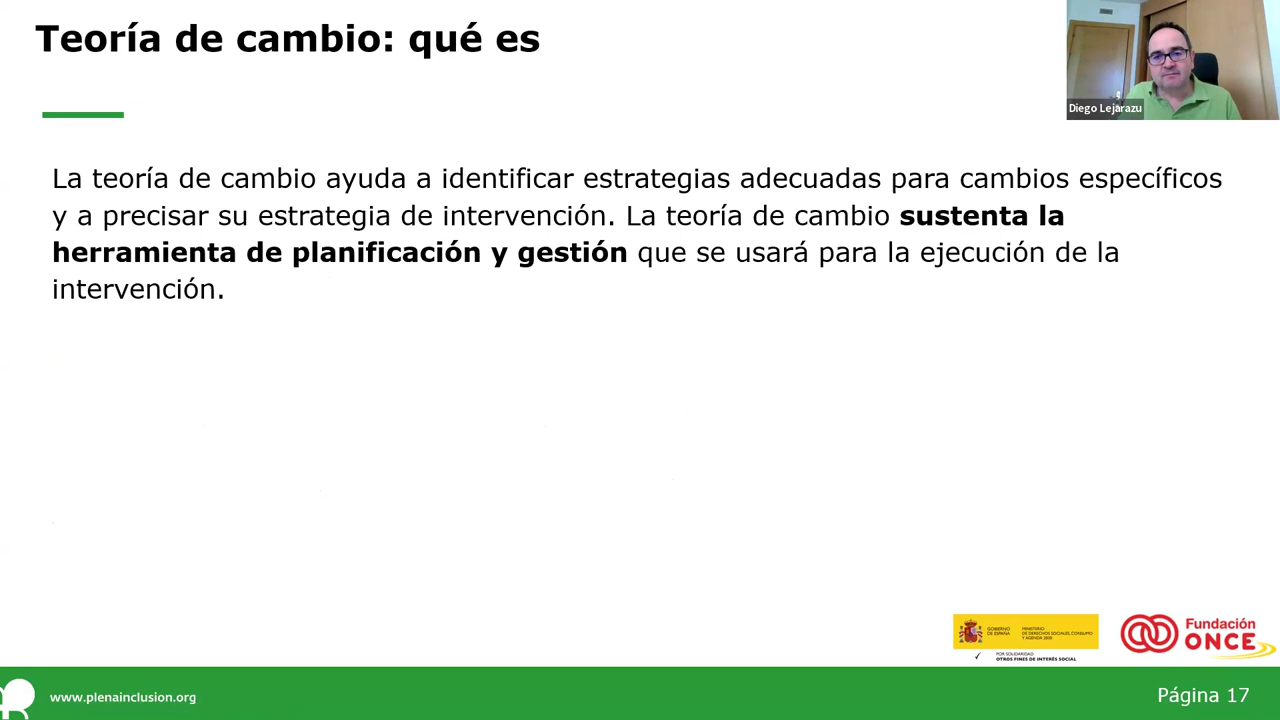 Teoría de cambio: qué es
Diego Lejarazu
La teoría de cambio ayuda a identificar estrategias adecuadas para cambios específicos
y a precisar su estrategia de intervención. La teoría de cambio sustenta la
herramienta de planificación y gestión que se usará para la ejecución de la
intervención.
GOBIERNO
DE ESPAÑA
MINISTERIO
DE DERECHOS SOCIALES, CONSUMO
Y AGENDA 2030
POR SOLIDARIDAD
OTROS FINES DE INTERÉS SOCIAL
Fundación
ONCE
www.plenainclusion.org
Página 17